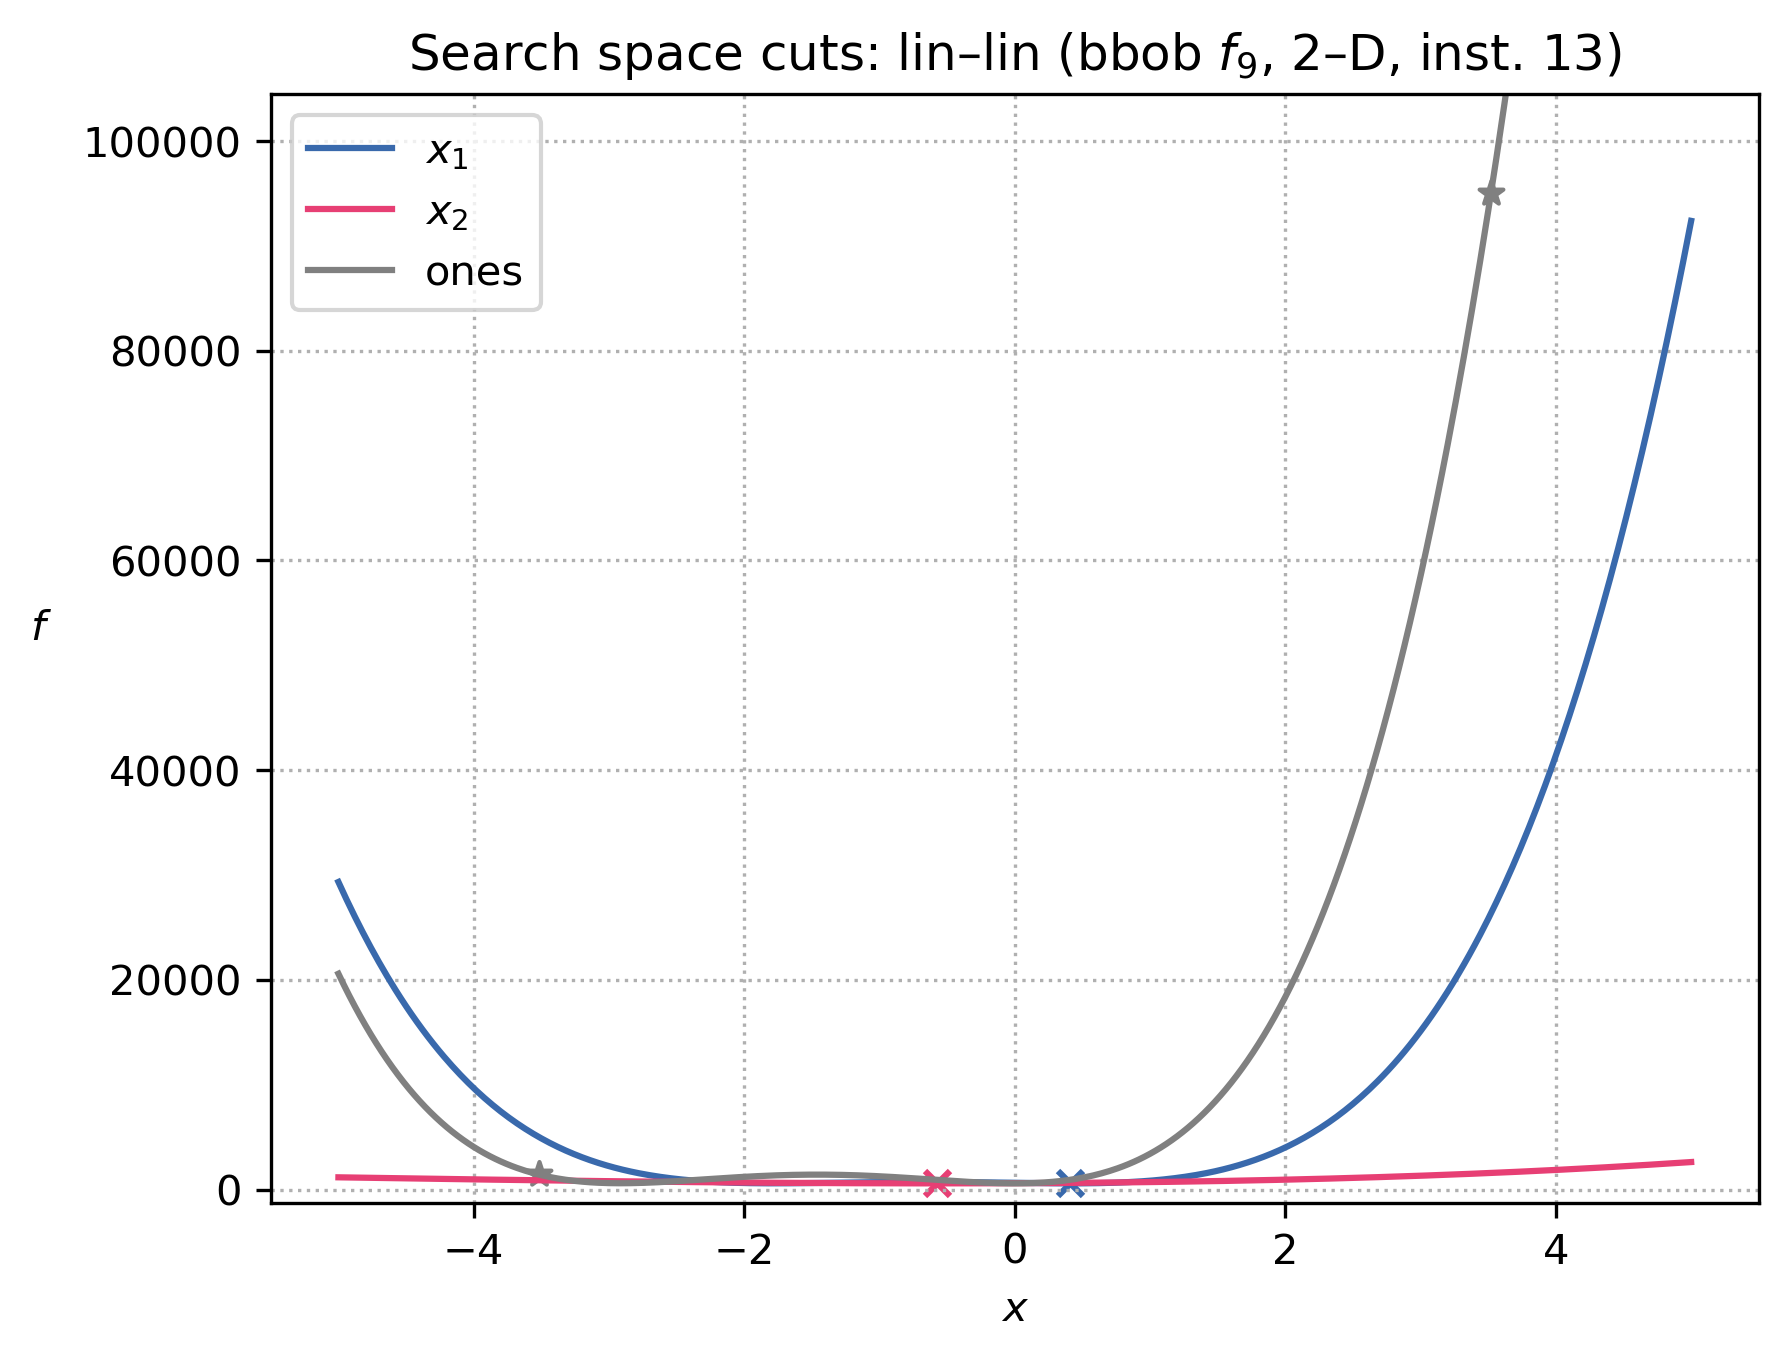 Search space cuts: lin–lin (bbob f₉, 2–D, inst. 13)
x₁
x₂
ones
100000
80000
60000
40000
20000
0
f
−4
−2
0
2
4
x